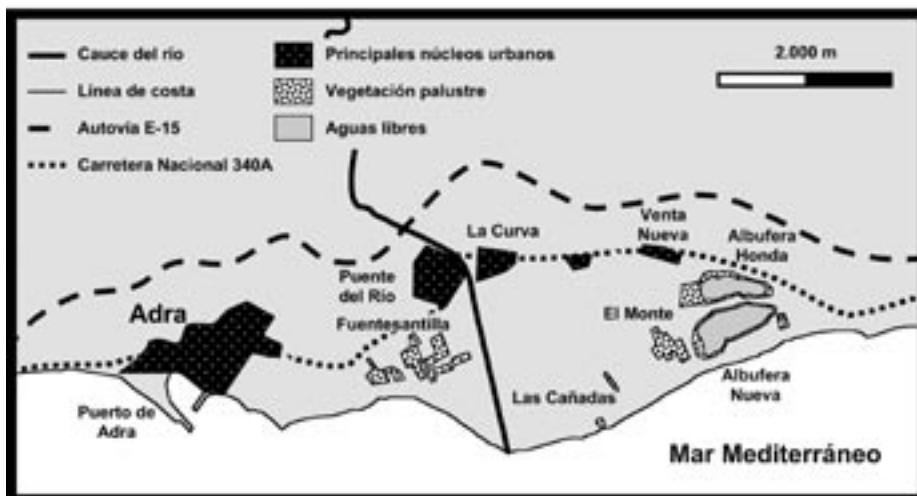 Cauce del río
Línea de costa
Autovía E-15
Carretera Nacional 340A
Principales núcleos urbanos
Vegetación palustre
Aguas libres
2.000 m
La Curva
Venta
Nueva
Albufera
Honda
Puente
del Río
Adra
Fuentesantilla
El Monte
Las Cañadas
Albufera
Nueva
Puerto de
Adra
Mar Mediterráneo